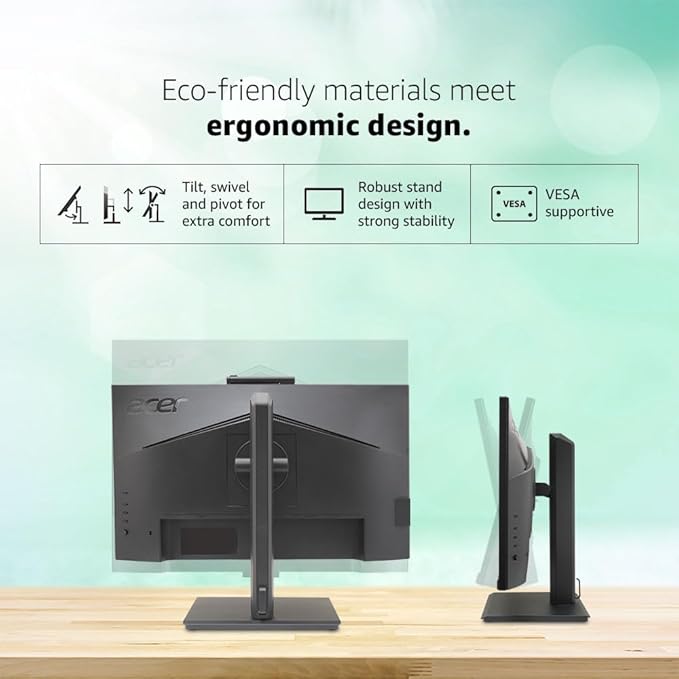 Eco-friendly materials meet
ergonomic design.
Tilt, swivel
and pivot for
extra comfort
Robust stand
design with
strong stability
VESA
VESA
supportive
acer
acer